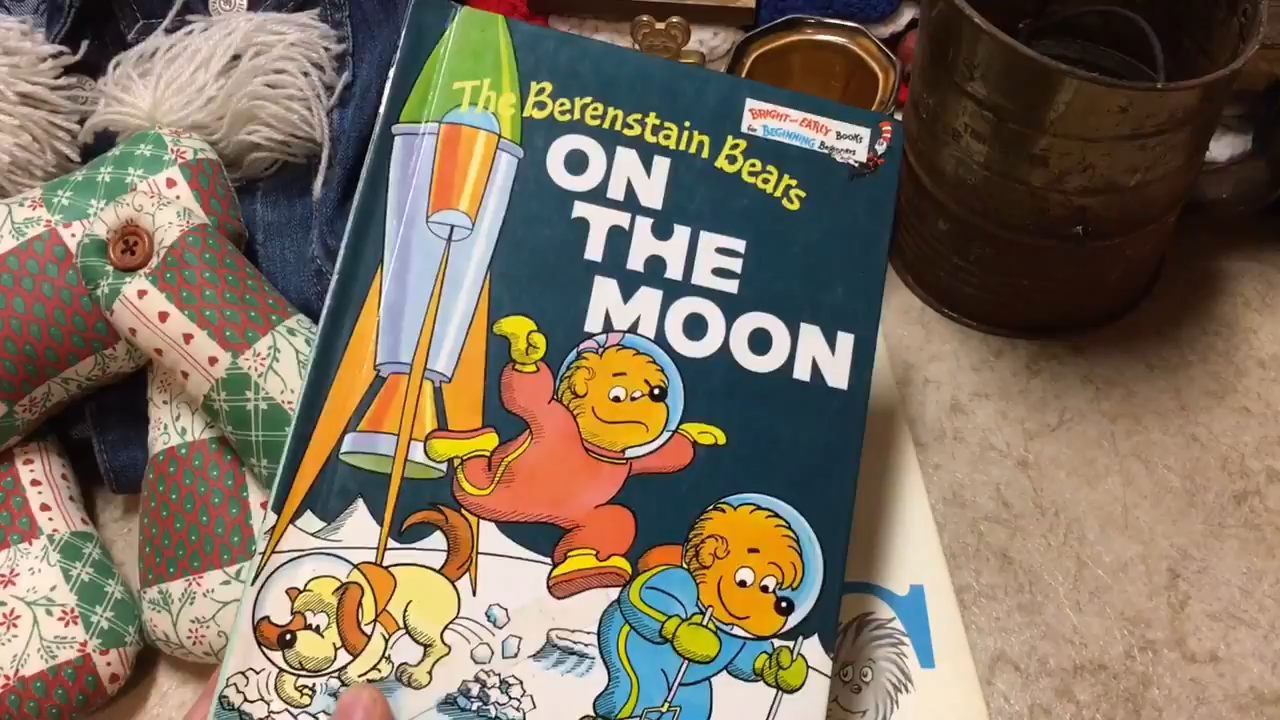 The Berenstain Bears
ON
THE
MOON
BRIGHT and EARLY BOOKS
for BEGINNING Beginners